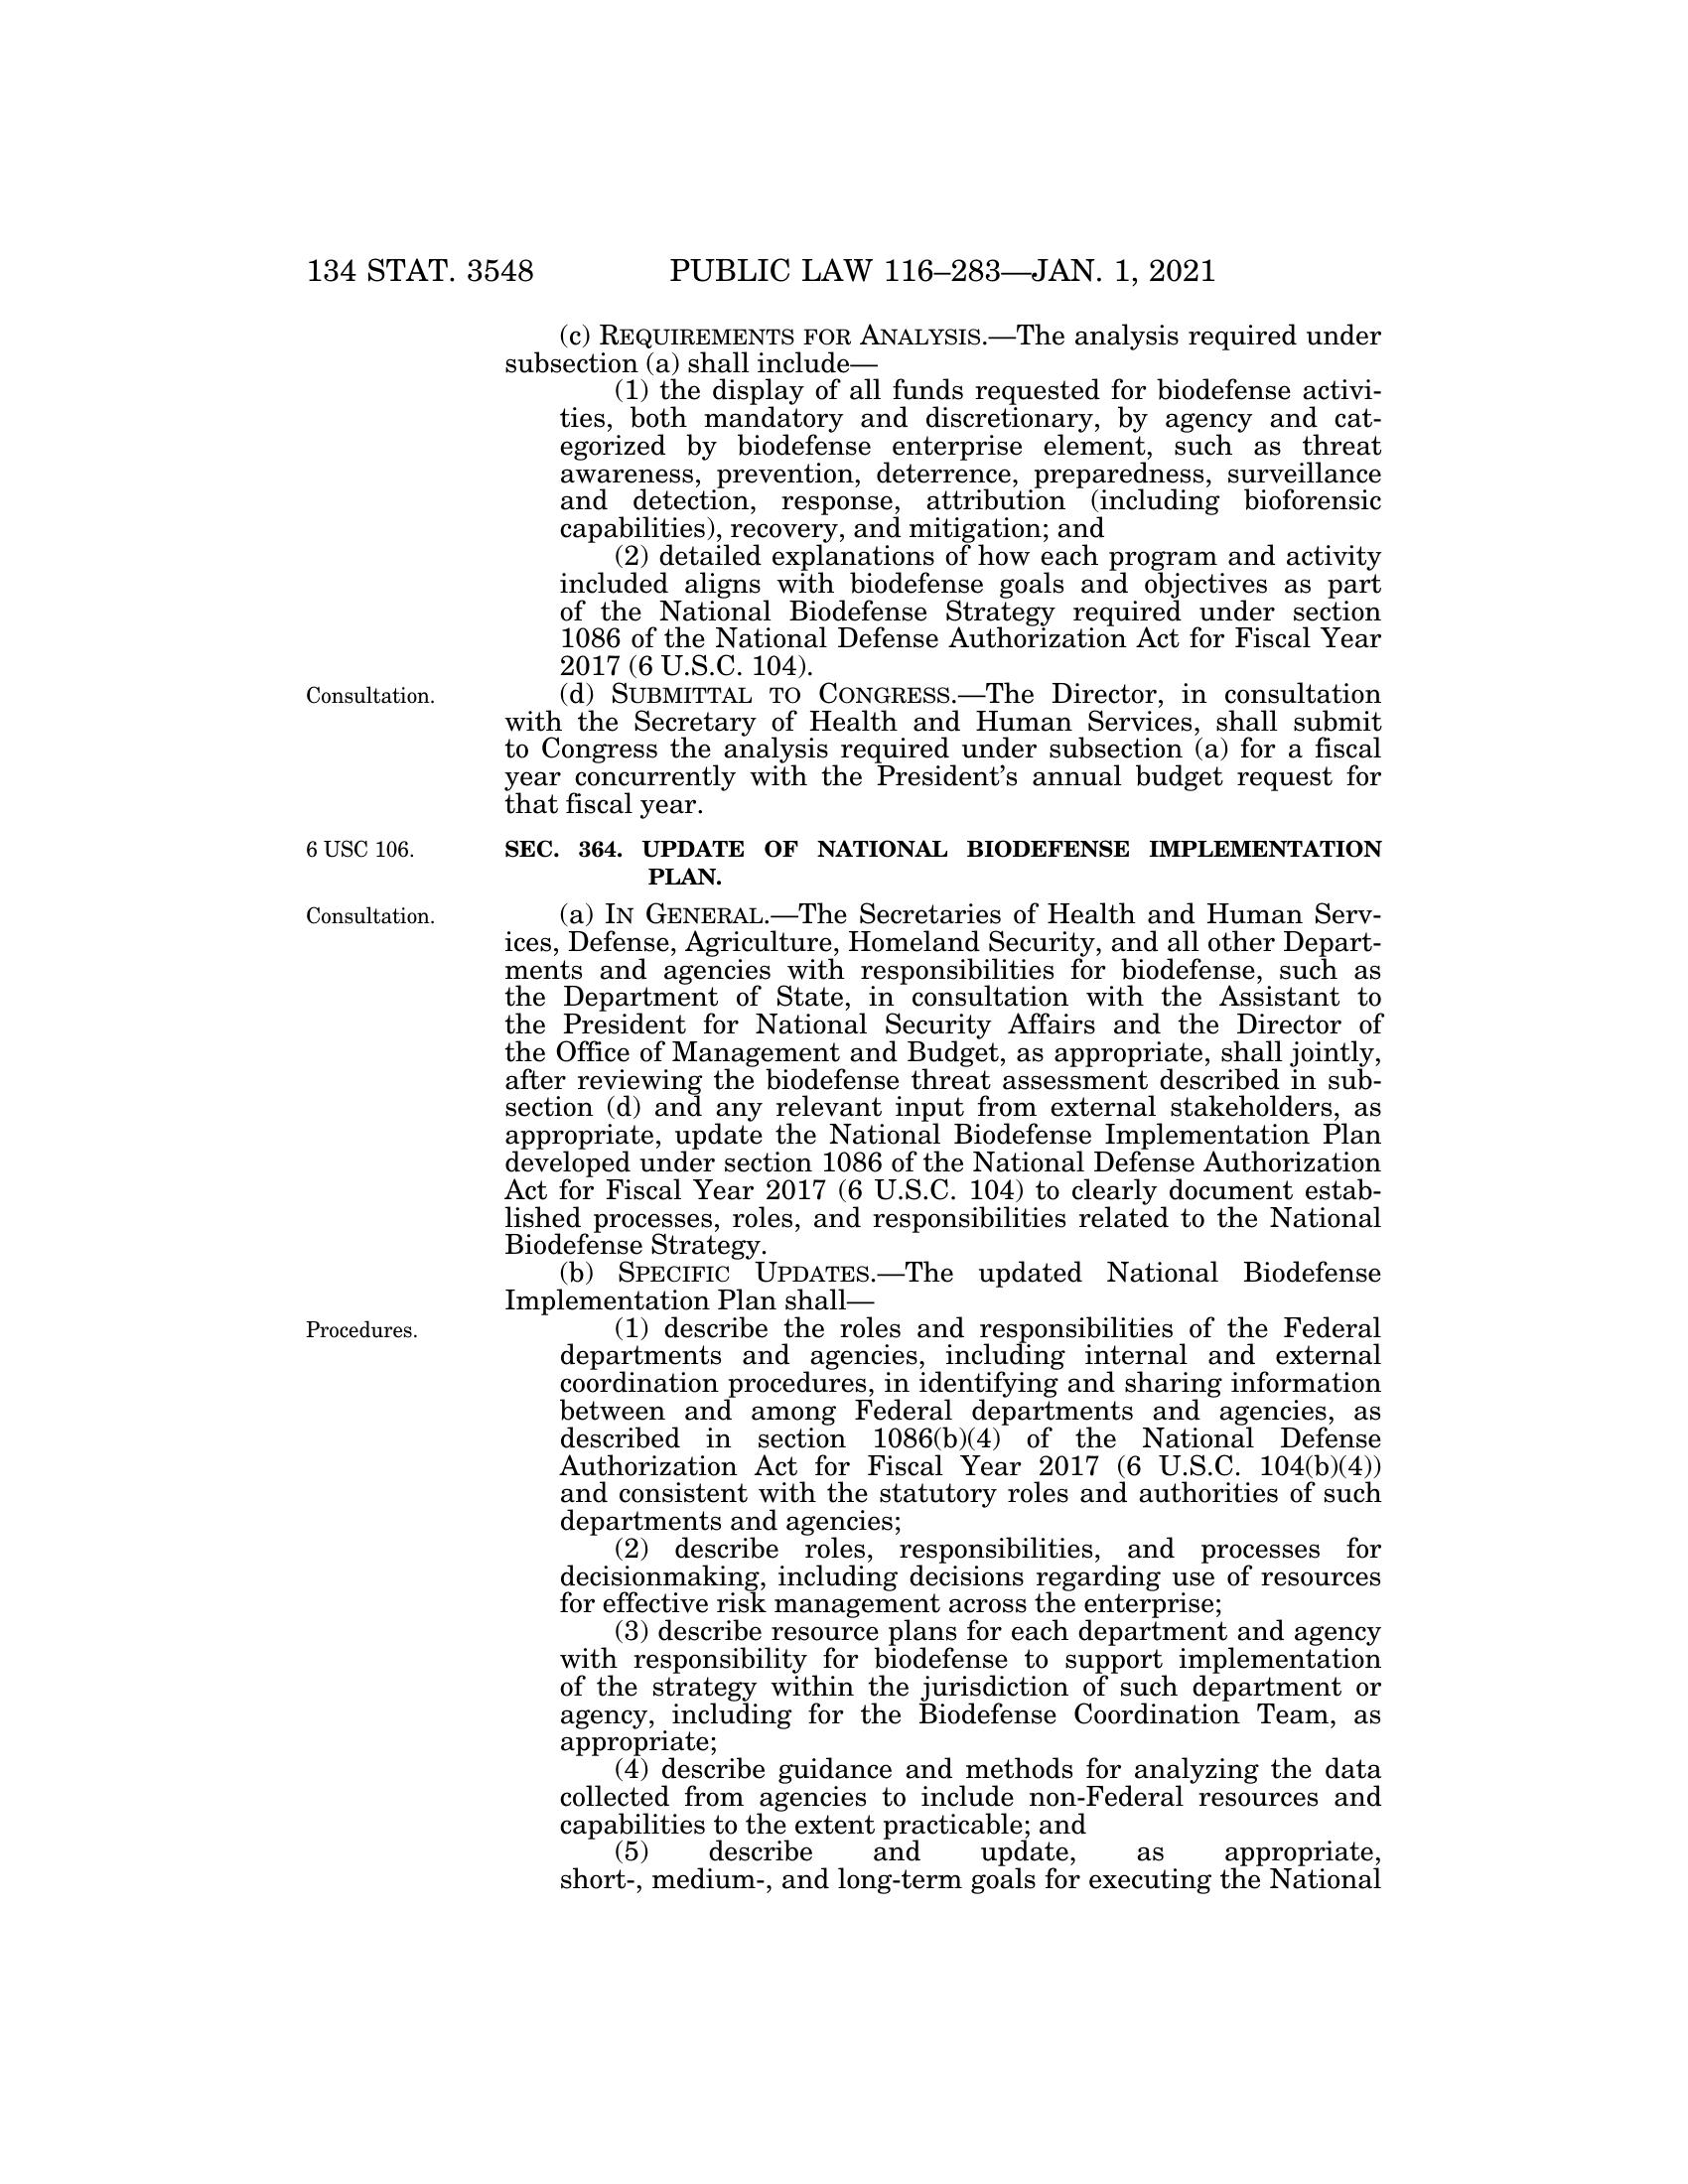 134 STAT. 3548 PUBLIC LAW 116–283—JAN. 1, 2021
(c) REQUIREMENTS FOR ANALYSIS.—The analysis required under
subsection (a) shall include—
(1) the display of all funds requested for biodefense activi-
ties, both mandatory and discretionary, by agency and cat-
egorized by biodefense enterprise element, such as threat
awareness, prevention, deterrence, preparedness, surveillance
and detection, response, attribution (including bioforensic
capabilities), recovery, and mitigation; and
(2) detailed explanations of how each program and activity
included aligns with biodefense goals and objectives as part
of the National Biodefense Strategy required under section
1086 of the National Defense Authorization Act for Fiscal Year
2017 (6 U.S.C. 104).
Consultation.
(d) SUBMITTAL TO CONGRESS.—The Director, in consultation
with the Secretary of Health and Human Services, shall submit
to Congress the analysis required under subsection (a) for a fiscal
year concurrently with the President’s annual budget request for
that fiscal year.
6 USC 106.
SEC. 364. UPDATE OF NATIONAL BIODEFENSE IMPLEMENTATION
PLAN.
Consultation.
(a) IN GENERAL.—The Secretaries of Health and Human Serv-
ices, Defense, Agriculture, Homeland Security, and all other Depart-
ments and agencies with responsibilities for biodefense, such as
the Department of State, in consultation with the Assistant to
the President for National Security Affairs and the Director of
the Office of Management and Budget, as appropriate, shall jointly,
after reviewing the biodefense threat assessment described in sub-
section (d) and any relevant input from external stakeholders, as
appropriate, update the National Biodefense Implementation Plan
developed under section 1086 of the National Defense Authorization
Act for Fiscal Year 2017 (6 U.S.C. 104) to clearly document estab-
lished processes, roles, and responsibilities related to the National
Biodefense Strategy.
(b) SPECIFIC UPDATES.—The updated National Biodefense
Implementation Plan shall—
Procedures.
(1) describe the roles and responsibilities of the Federal
departments and agencies, including internal and external
coordination procedures, in identifying and sharing information
between and among Federal departments and agencies, as
described in section 1086(b)(4) of the National Defense
Authorization Act for Fiscal Year 2017 (6 U.S.C. 104(b)(4))
and consistent with the statutory roles and authorities of such
departments and agencies;
(2) describe roles, responsibilities, and processes for
decisionmaking, including decisions regarding use of resources
for effective risk management across the enterprise;
(3) describe resource plans for each department and agency
with responsibility for biodefense to support implementation
of the strategy within the jurisdiction of such department or
agency, including for the Biodefense Coordination Team, as
appropriate;
(4) describe guidance and methods for analyzing the data
collected from agencies to include non-Federal resources and
capabilities to the extent practicable; and
(5) describe and update, as appropriate,
short-, medium-, and long-term goals for executing the National